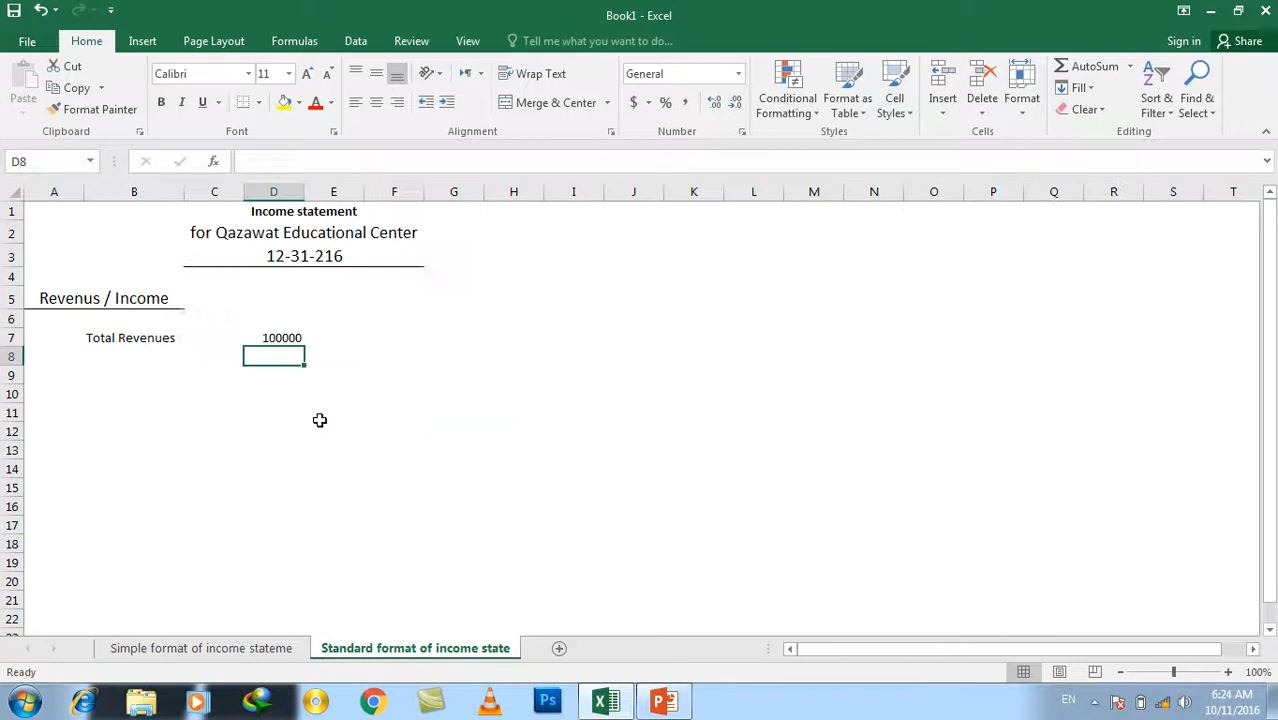 Book1 - Excel
File Home Insert Page Layout Formulas Data Review View Tell me what you want to do... Sign in Share
Cut
Copy
Format Painter
Paste
Clipboard
Calibri 11
B I U
Font
Wrap Text
Merge & Center
Alignment
General
$ % ,
Number
Conditional Formatting
Format as Table
Cell Styles
Styles
Insert Delete Format
Cells
AutoSum
Fill
Clear
Sort & Filter
Find & Select
Editing
D8 fx
A B C D E F G H I J K L M N O P Q R S T
1 Income statement
2 for Qazawat Educational Center
3 12-31-216
4
5 Revenus / Income
6
7 Total Revenues 100000
8
9
10
11
12
13
14
15
16
17
18
19
20
21
22
Simple format of income stateme Standard format of income state
Ready 100%
EN 6:24 AM
10/11/2016